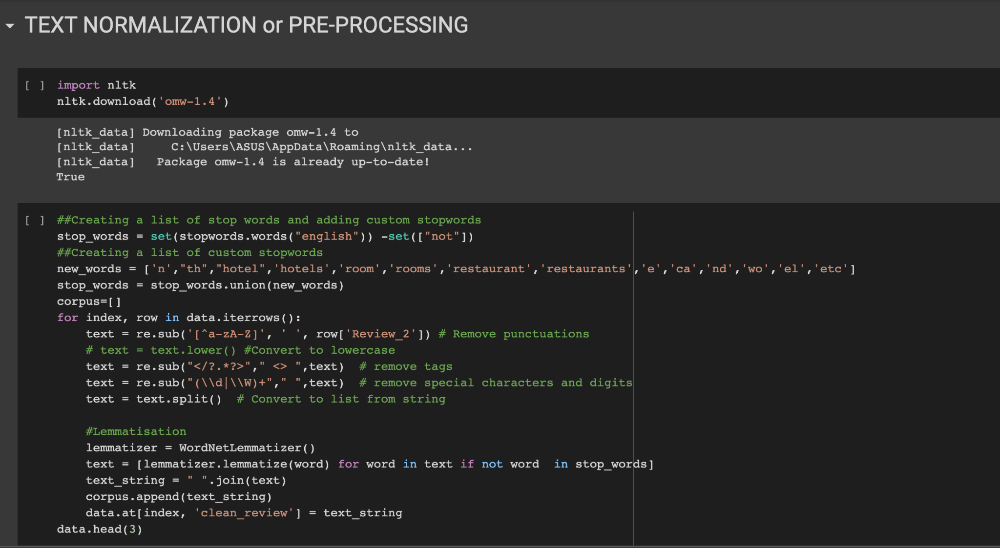 TEXT NORMALIZATION or PRE-PROCESSING
[ ] import nltk
nltk.download('omw-1.4')
[nltk_data] Downloading package omw-1.4 to
[nltk_data]     C:\Users\ASUS\AppData\Roaming\nltk_data...
[nltk_data]   Package omw-1.4 is already up-to-date!
True
[ ] ##Creating a list of stop words and adding custom stopwords
stop_words = set(stopwords.words("english")) -set(["not"])
##Creating a list of custom stopwords
new_words = ['n',"th","hotel",'hotels','room','rooms','restaurant','restaurants','e','ca','nd','wo','el','etc']
stop_words = stop_words.union(new_words)
corpus=[]
for index, row in data.iterrows():
    text = re.sub('[^a-zA-Z]', ' ', row['Review_2']) # Remove punctuations
    # text = text.lower() #Convert to lowercase
    text = re.sub("</?.*?>"," <> ",text)  # remove tags
    text = re.sub("(\\d|\\W)+"," ",text)  # remove special characters and digits
    text = text.split()  # Convert to list from string
    #Lemmatisation
    lemmatizer = WordNetLemmatizer()
    text = [lemmatizer.lemmatize(word) for word in text if not word  in stop_words]
    text_string = " ".join(text)
    corpus.append(text_string)
    data.at[index, 'clean_review'] = text_string
data.head(3)